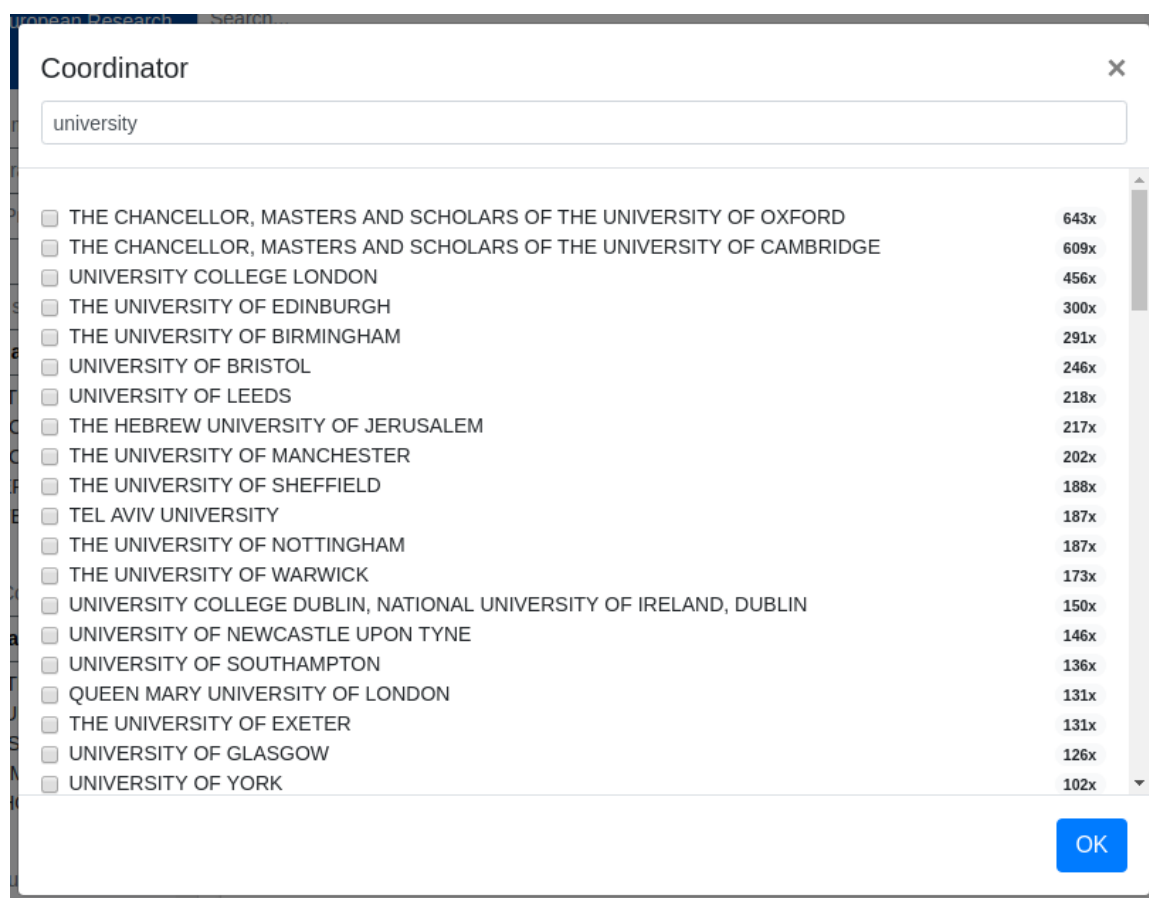 uropean Research
Search...
Coordinator
×
university
THE CHANCELLOR, MASTERS AND SCHOLARS OF THE UNIVERSITY OF OXFORD 643x
THE CHANCELLOR, MASTERS AND SCHOLARS OF THE UNIVERSITY OF CAMBRIDGE 609x
UNIVERSITY COLLEGE LONDON 456x
THE UNIVERSITY OF EDINBURGH 300x
THE UNIVERSITY OF BIRMINGHAM 291x
UNIVERSITY OF BRISTOL 246x
UNIVERSITY OF LEEDS 218x
THE HEBREW UNIVERSITY OF JERUSALEM 217x
THE UNIVERSITY OF MANCHESTER 202x
THE UNIVERSITY OF SHEFFIELD 188x
TEL AVIV UNIVERSITY 187x
THE UNIVERSITY OF NOTTINGHAM 187x
THE UNIVERSITY OF WARWICK 173x
UNIVERSITY COLLEGE DUBLIN, NATIONAL UNIVERSITY OF IRELAND, DUBLIN 150x
UNIVERSITY OF NEWCASTLE UPON TYNE 146x
UNIVERSITY OF SOUTHAMPTON 136x
QUEEN MARY UNIVERSITY OF LONDON 131x
THE UNIVERSITY OF EXETER 131x
UNIVERSITY OF GLASGOW 126x
UNIVERSITY OF YORK 102x
OK